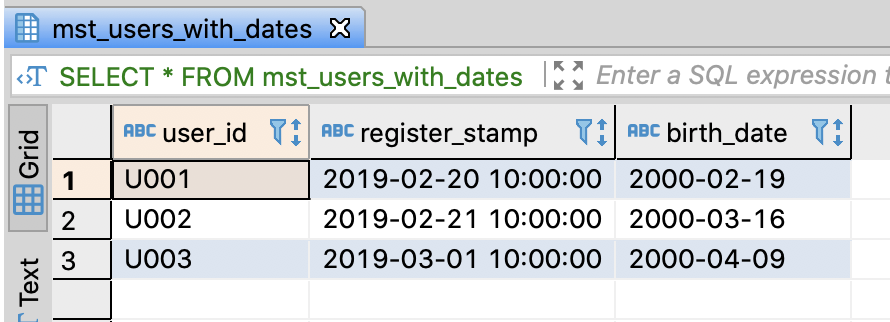 mst_users_with_dates
SELECT * FROM mst_users_with_dates Enter a SQL expression t
Grid
Text
ABC user_id ABC register_stamp ABC birth_date
1 U001 2019-02-20 10:00:00 2000-02-19
2 U002 2019-02-21 10:00:00 2000-03-16
3 U003 2019-03-01 10:00:00 2000-04-09